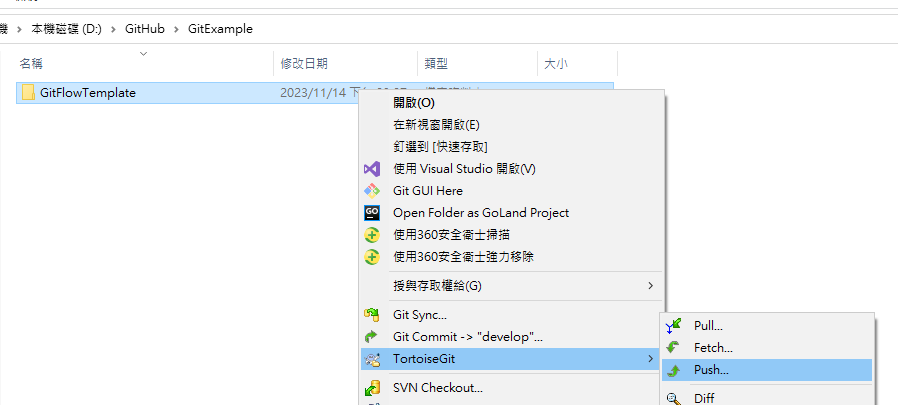 機 > 本機磁碟 (D:) > GitHub > GitExample
名稱 修改日期 類型 大小
GitFlowTemplate 2023/11/14
開啟(O)
在新視窗開啟(E)
釘選到 [快速存取]
使用 Visual Studio 開啟(V)
Git GUI Here
GO Open Folder as GoLand Project
使用360安全衛士掃描
使用360安全衛士強力移除
授與存取權給(G)
Git Sync...
Git Commit -> "develop"...
TortoiseGit
SVN Checkout...
Pull...
Fetch...
Push...
Diff